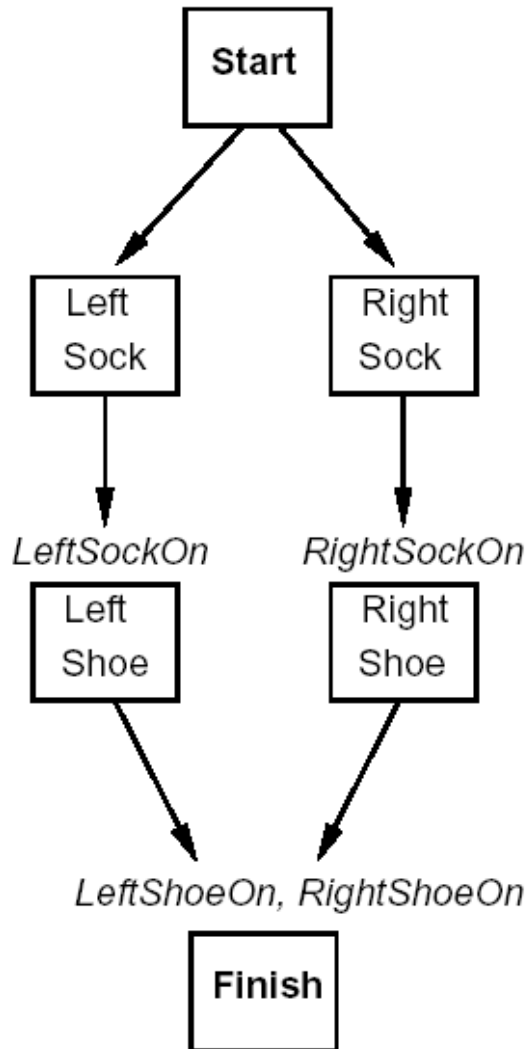 Start
Left
Sock
Right
Sock
LeftSockOn
RightSockOn
Left
Shoe
Right
Shoe
LeftShoeOn, RightShoeOn
Finish